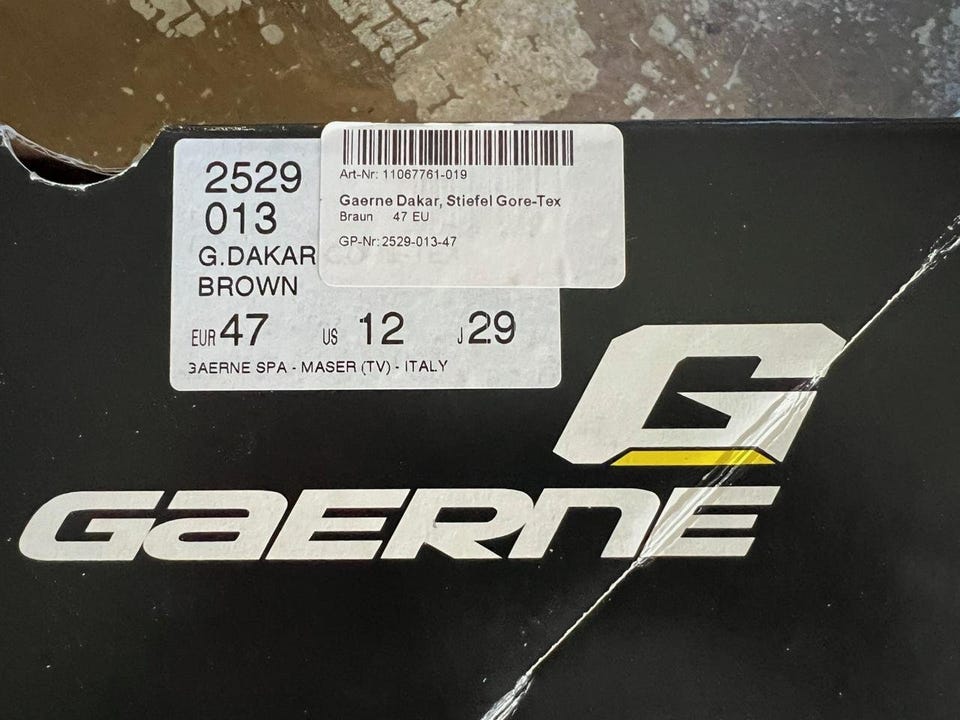 2529
013
G.DAKAR
BROWN
EUR 47 US 12 J 29
GAERNE SPA - MASER (TV) - ITALY
Art-Nr: 11067761-019
Gaerne Dakar, Stiefel Gore-Tex
Braun 47 EU
GP-Nr: 2529-013-47
G
GAERNE